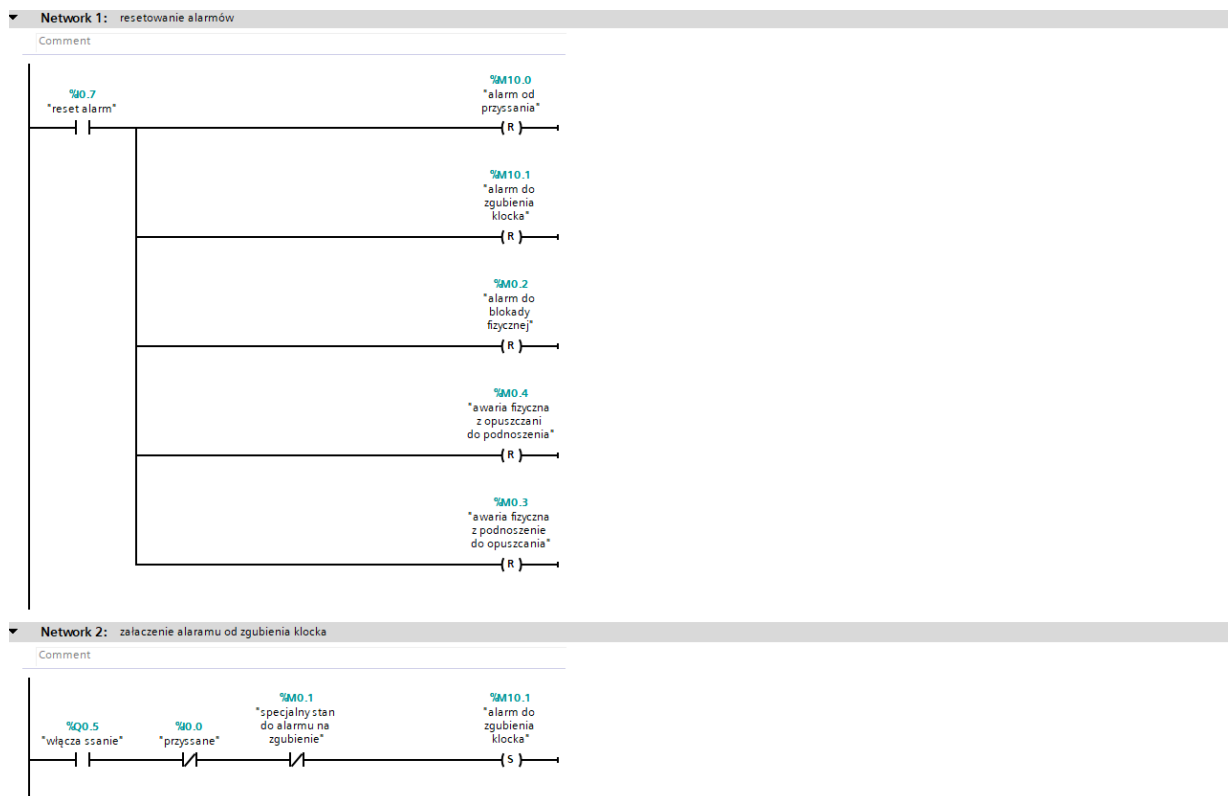 Network 1: resetowanie alarmów
Comment
%I0.7
"reset alarm"
%M10.0
"alarm od
przyssania"
R
%M10.1
"alarm do
zgubienia
klocka"
R
%M0.2
"alarm do
blokady
fizycznej"
R
%M0.4
"awaria fizyczna
z opuszczani
do podnoszenia"
R
%M0.3
"awaria fizyczna
z podnoszenie
do opuszcania"
R
Network 2: załaczenie alaramu od zgubienia klocka
Comment
%Q0.5
"włącza ssanie"
%I0.0
"przyssane"
%M0.1
"specjalny stan
do alarmu na
zgubienie"
%M10.1
"alarm do
zgubienia
klocka"
S